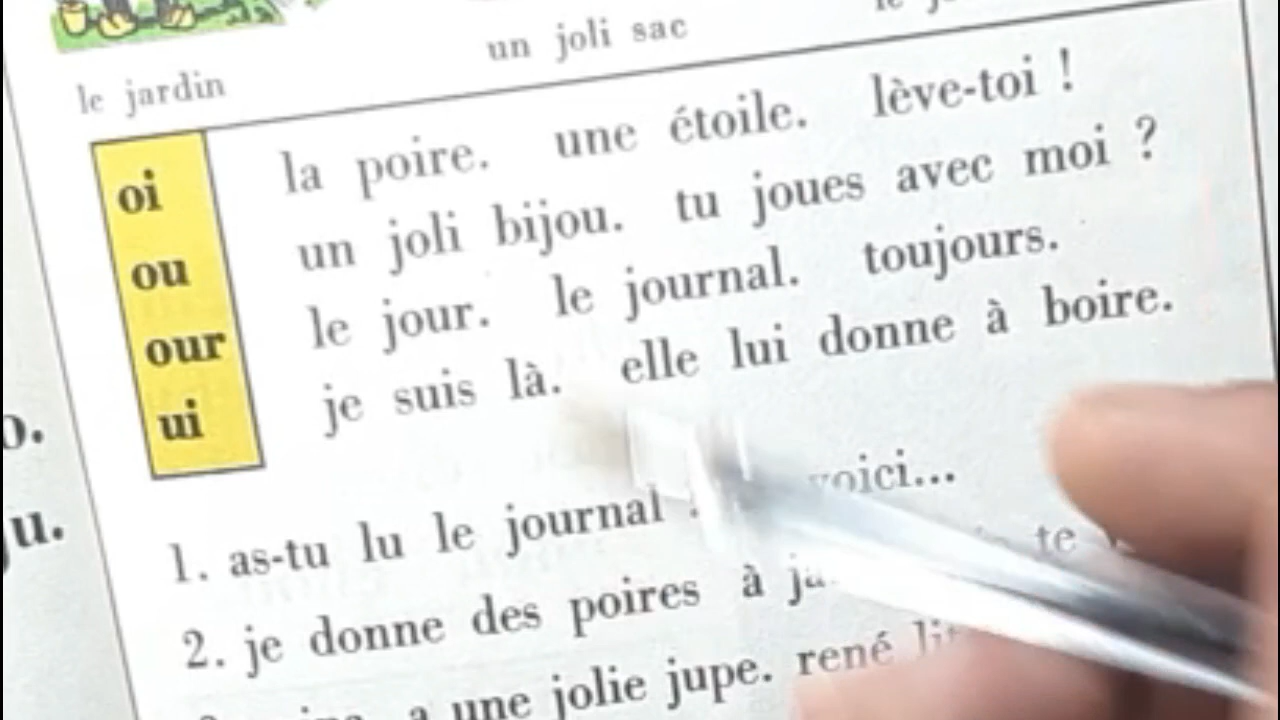 un joli sac
le jardin
oi la poire. une étoile. lève-toi !
ou un joli bijou. tu joues avec moi ?
our le jour. le journal. toujours.
ui je suis là. elle lui donne à boire.
1. as-tu lu le journal voici...
2. je donne des poires à te
a une jolie jupe. rené